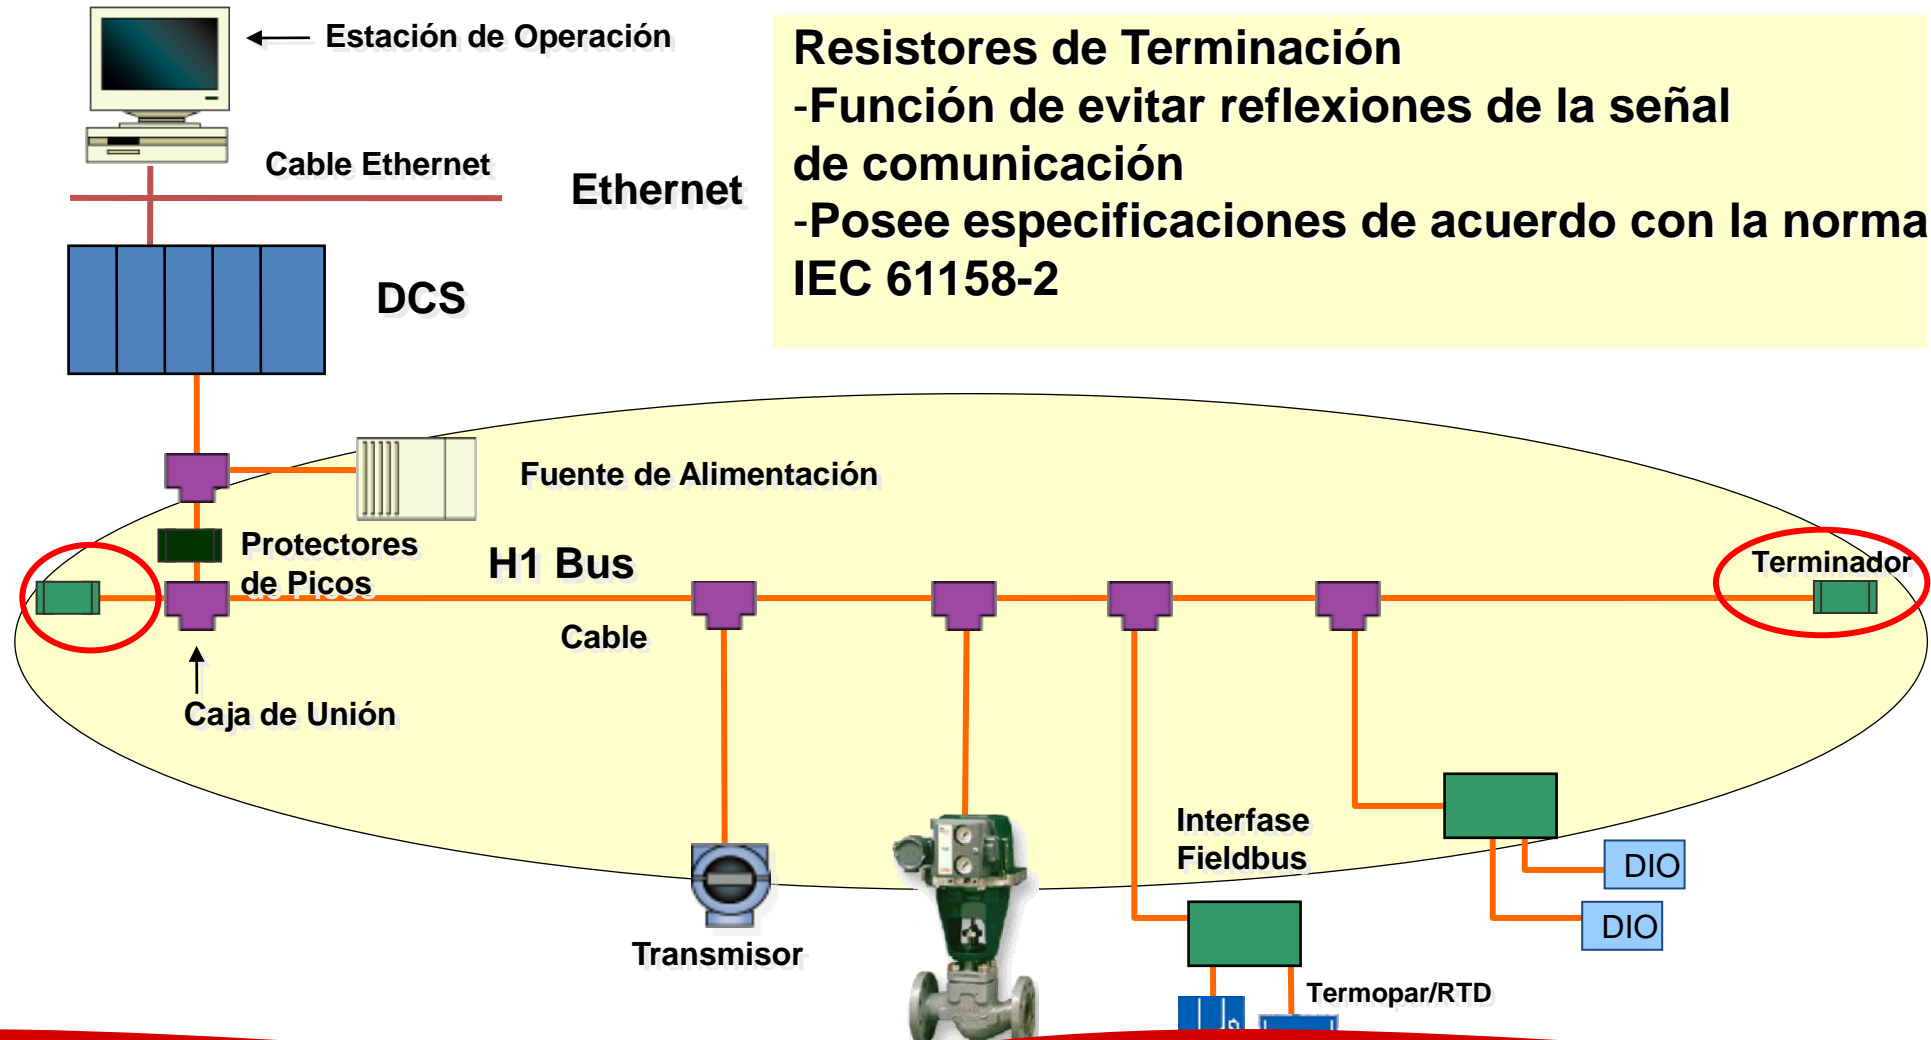 Estación de Operación
Resistores de Terminación
-Función de evitar reflexiones de la señal
de comunicación
-Posee especificaciones de acuerdo con la norma
IEC 61158-2
Cable Ethernet
Ethernet
DCS
Fuente de Alimentación
Protectores
de Picos
H1 Bus
Terminador
Cable
Caja de Unión
Interfase
Fieldbus
DIO
DIO
Transmisor
Termopar/RTD